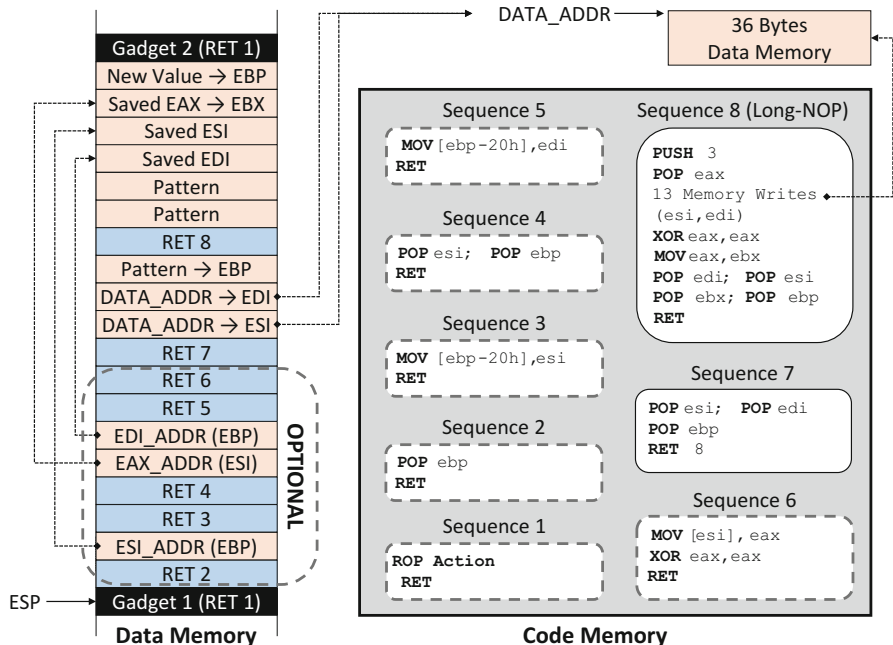 DATA_ADDR
36 Bytes
Data Memory
Gadget 2 (RET 1)
New Value → EBP
Saved EAX → EBX
Saved ESI
Saved EDI
Pattern
Pattern
RET 8
Pattern → EBP
DATA_ADDR → EDI
DATA_ADDR → ESI
RET 7
RET 6
RET 5
EDI_ADDR (EBP)
EAX_ADDR (ESI)
RET 4
RET 3
ESI_ADDR (EBP)
RET 2
Gadget 1 (RET 1)
OPTIONAL
ESP
Data Memory
Sequence 5
MOV [ebp-20h],edi
RET
Sequence 4
POP esi; POP ebp
RET
Sequence 3
MOV [ebp-20h],esi
RET
Sequence 2
POP ebp
RET
Sequence 1
ROP Action
RET
Sequence 8 (Long-NOP)
PUSH 3
POP eax
13 Memory Writes
(esi,edi)
XOR eax,eax
MOV eax,ebx
POP edi; POP esi
POP ebx; POP ebp
RET
Sequence 7
POP esi; POP edi
POP ebp
RET 8
Sequence 6
MOV [esi], eax
XOR eax,eax
RET
Code Memory